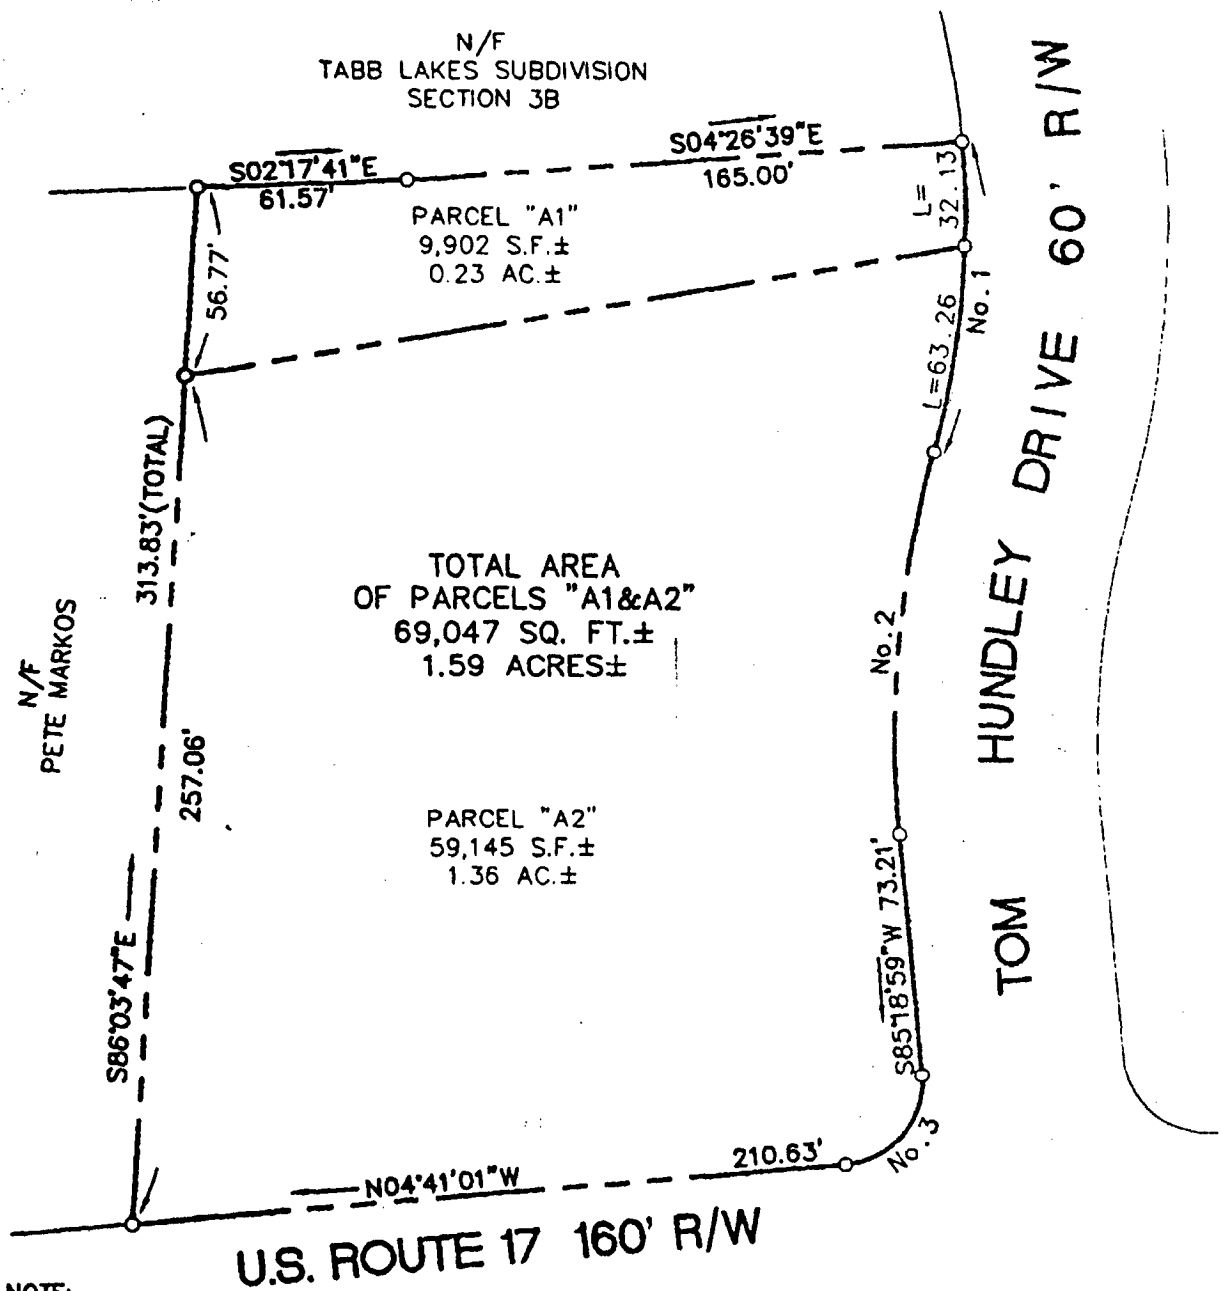 N/F
TABB LAKES SUBDIVISION
SECTION 3B
S02°17'41"E
61.57'
S04°26'39"E
165.00'
L=
32.13
PARCEL "A1"
9,902 S.F.±
0.23 AC.±
56.77'
L=63.26
No.1
313.83'(TOTAL)
TOTAL AREA
OF PARCELS "A1&A2"
69,047 SQ. FT.±
1.59 ACRES±
No.2
N/F
PETE MARKOS
257.06'
PARCEL "A2"
59,145 S.F.±
1.36 AC.±
S86°03'47"E
S85°18'59"W 73.21'
TOM HUNDLEY DRIVE 60' R/W
No.3
210.63'
N04°41'01"W
U.S. ROUTE 17 160' R/W
NOTE: